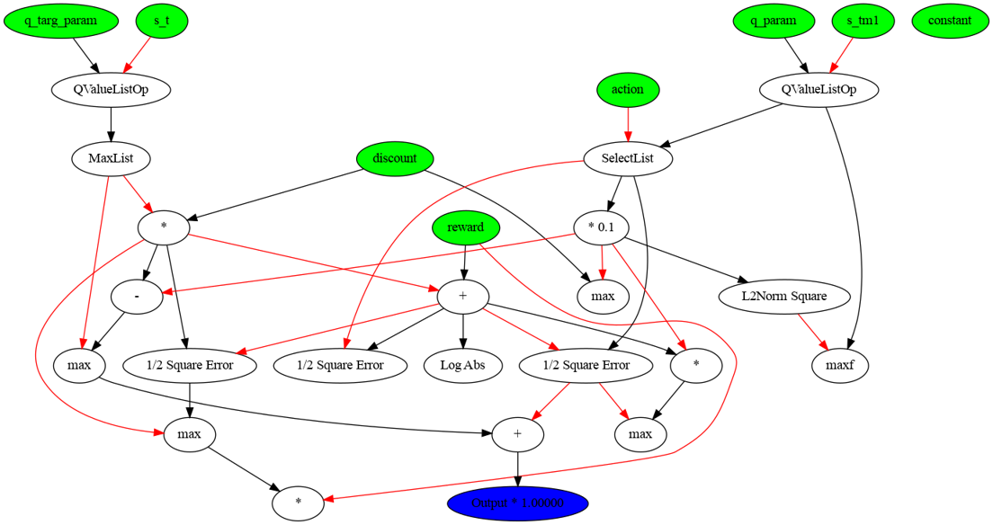 q_targ_param
s_t
q_param
s_tm1
constant
QValueListOp
action
QValueListOp
MaxList
discount
SelectList
*
reward
* 0.1
-
+
max
L2Norm Square
max
1/2 Square Error
1/2 Square Error
Log Abs
1/2 Square Error
*
maxf
max
+
max
*
Output * 1.00000